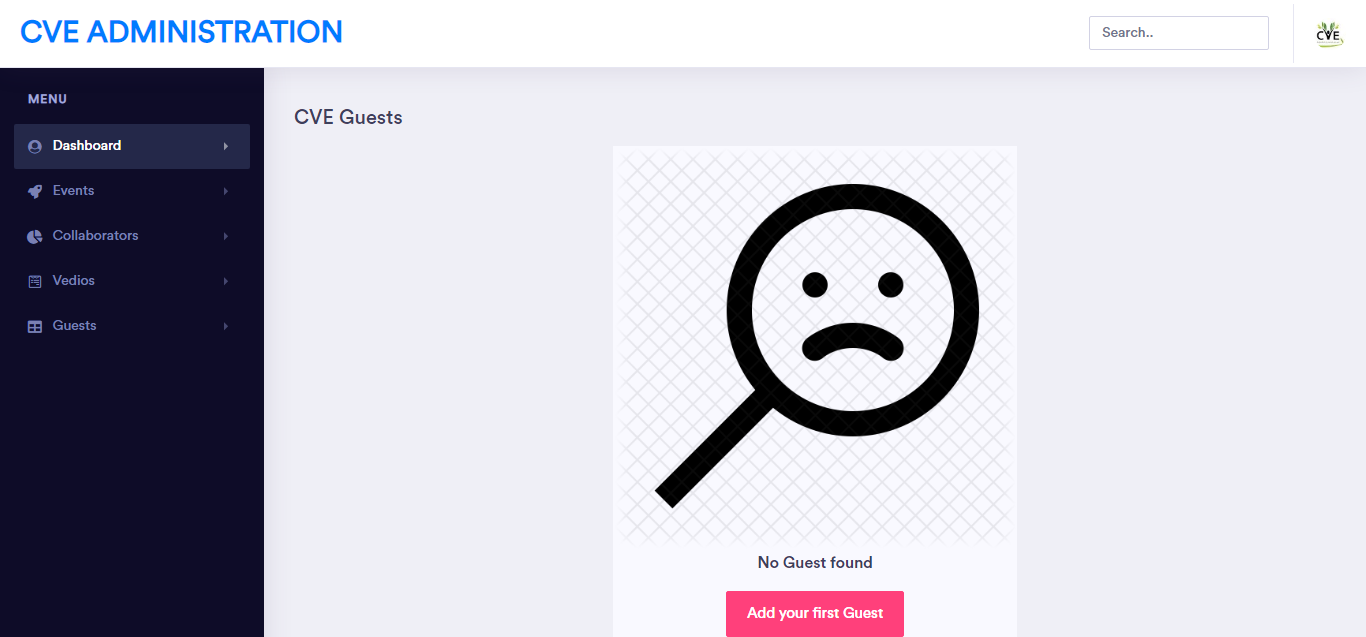 CVE ADMINISTRATION
Search..
CVE
MENU
Dashboard
Events
Collaborators
Vedios
Guests
CVE Guests
No Guest found
Add your first Guest